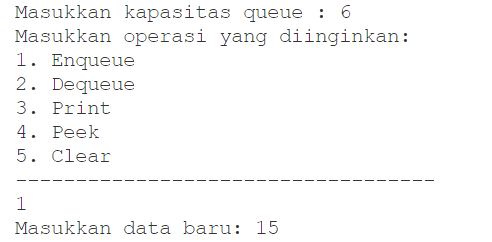 Masukkan kapasitas queue : 6
Masukkan operasi yang diinginkan:
1. Enqueue
2. Dequeue
3. Print
4. Peek
5. Clear
-----------------------------------
1
Masukkan data baru: 15